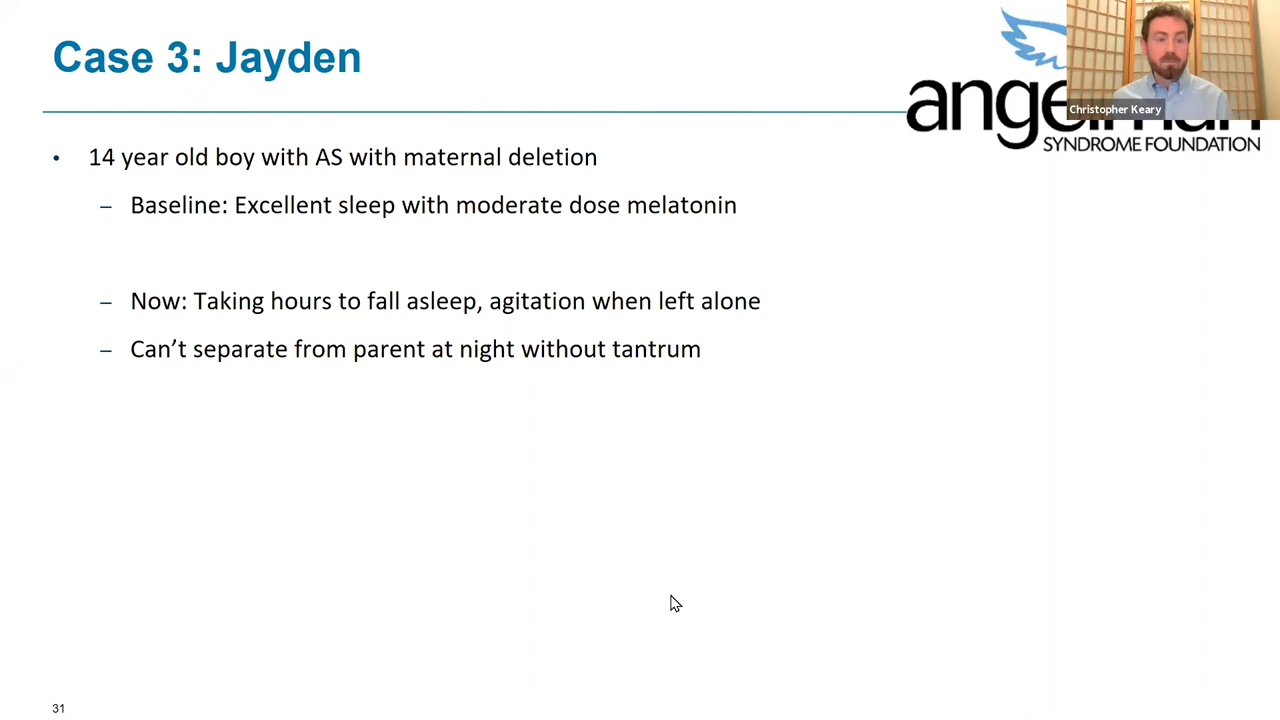 Case 3: Jayden
Christopher Keary
SYNDROME FOUNDATION
• 14 year old boy with AS with maternal deletion
– Baseline: Excellent sleep with moderate dose melatonin
– Now: Taking hours to fall asleep, agitation when left alone
– Can't separate from parent at night without tantrum
31